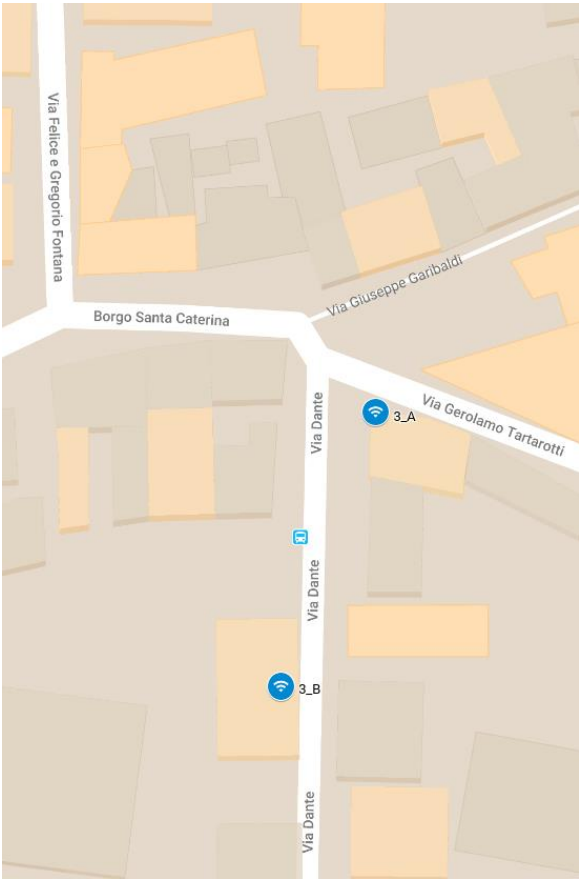 Via Felice e Gregorio Fontana
Via Giuseppe Garibaldi
Borgo Santa Caterina
Via Dante
3_A
Via Gerolamo Tartarotti
Via Dante
3_B
Via Dante